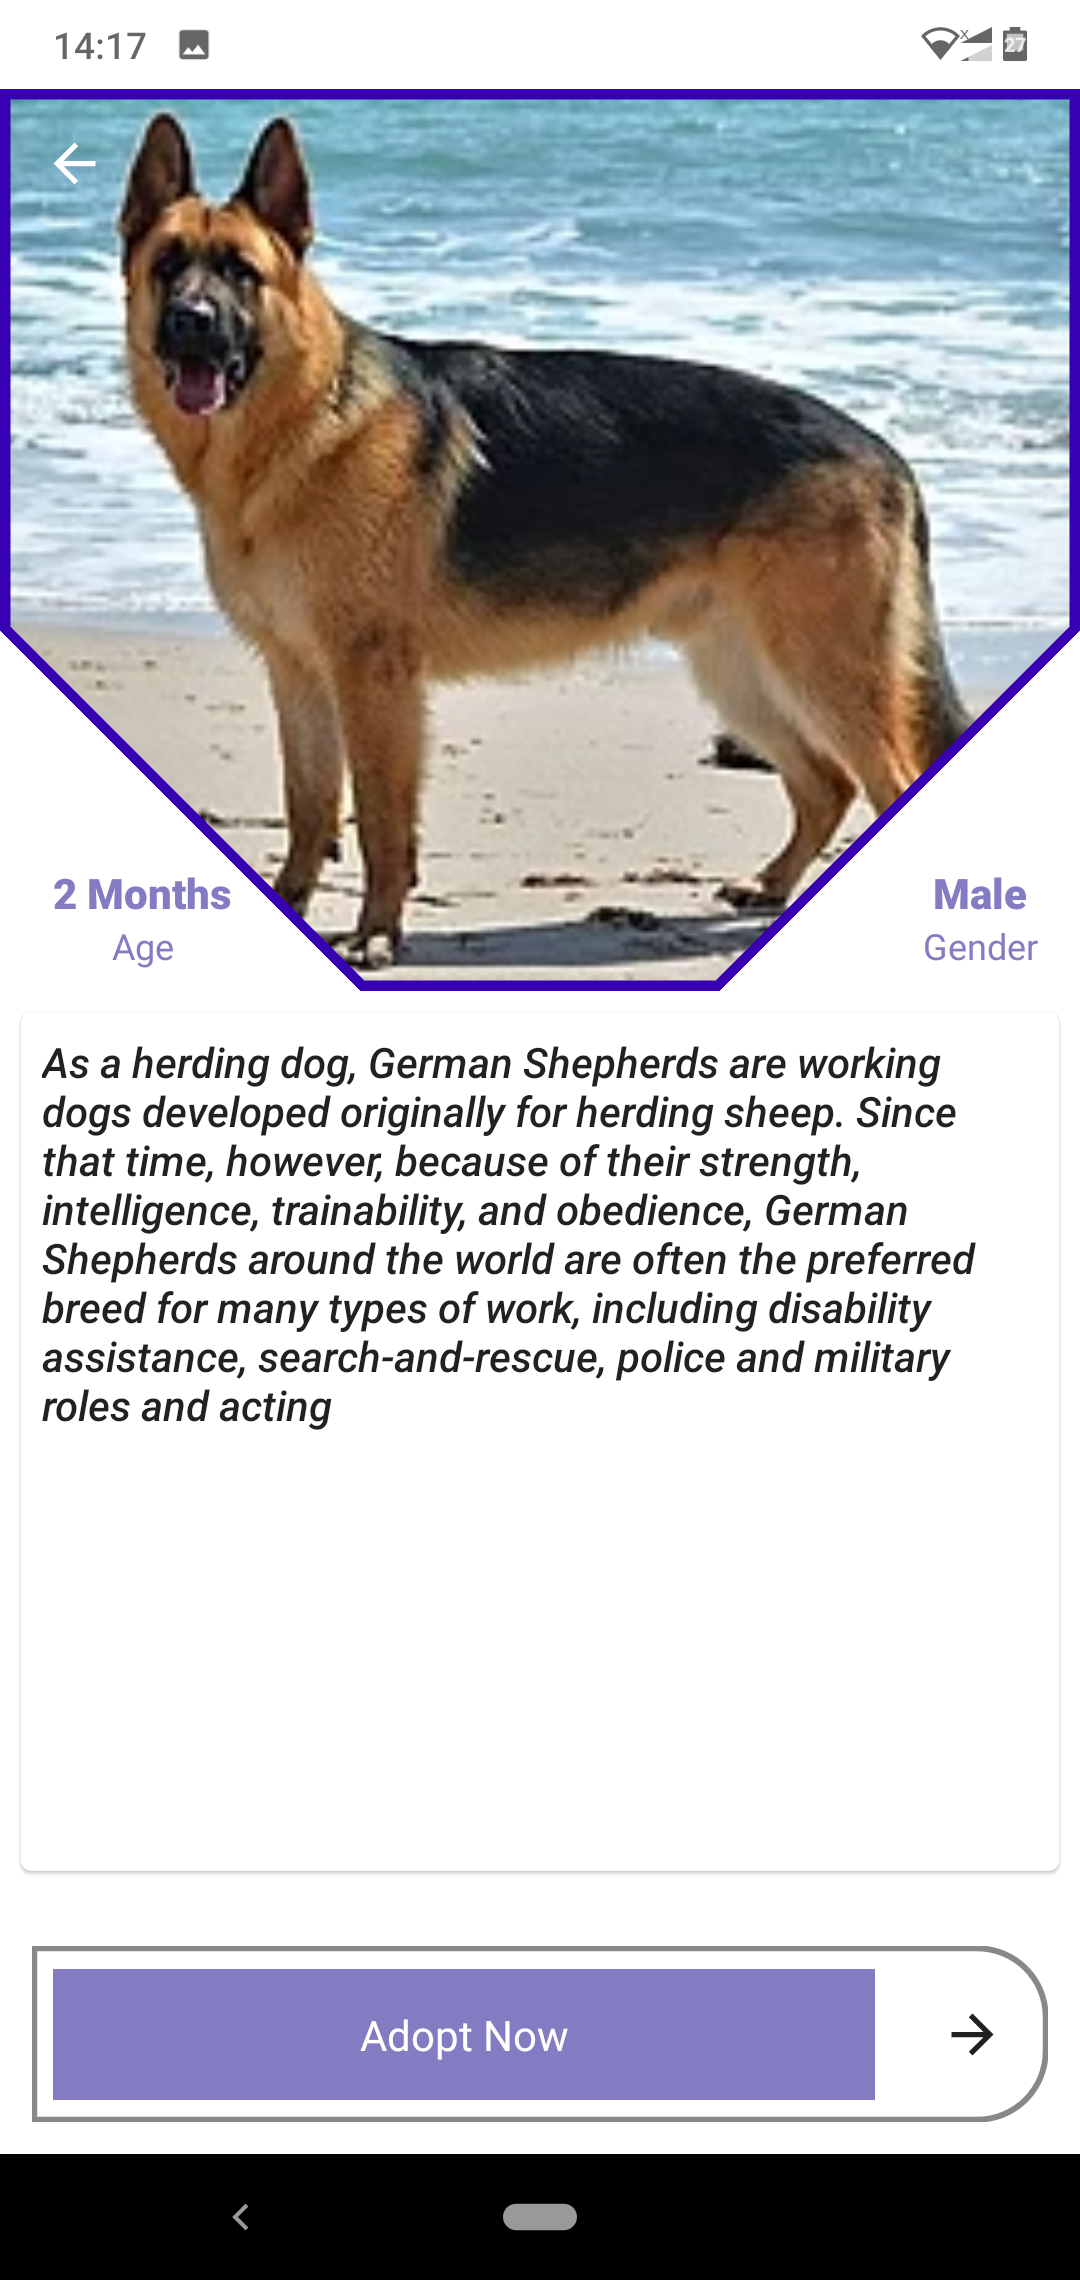 14:17
27
2 Months
Male
Age
Gender
As a herding dog, German Shepherds are working
dogs developed originally for herding sheep. Since
that time, however, because of their strength,
intelligence, trainability, and obedience, German
Shepherds around the world are often the preferred
breed for many types of work, including disability
assistance, search-and-rescue, police and military
roles and acting
Adopt Now